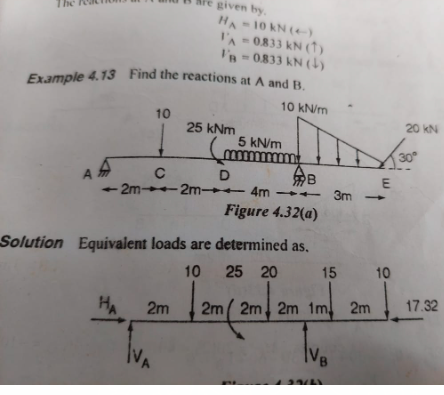 are given by.
H_A = 10 kN (←)
V_A = 0.833 kN (↑)
V_B = 0.833 kN (↓)
Example 4.13 Find the reactions at A and B.
10 kN/m
10
25 kNm
20 kN
5 kN/m
30°
A C D B E
2m 2m 4m 3m
Figure 4.32(a)
Solution Equivalent loads are determined as.
10 25 20 15 10
H_A 2m 2m 2m 2m 1m 2m 17.32
V_A V_B